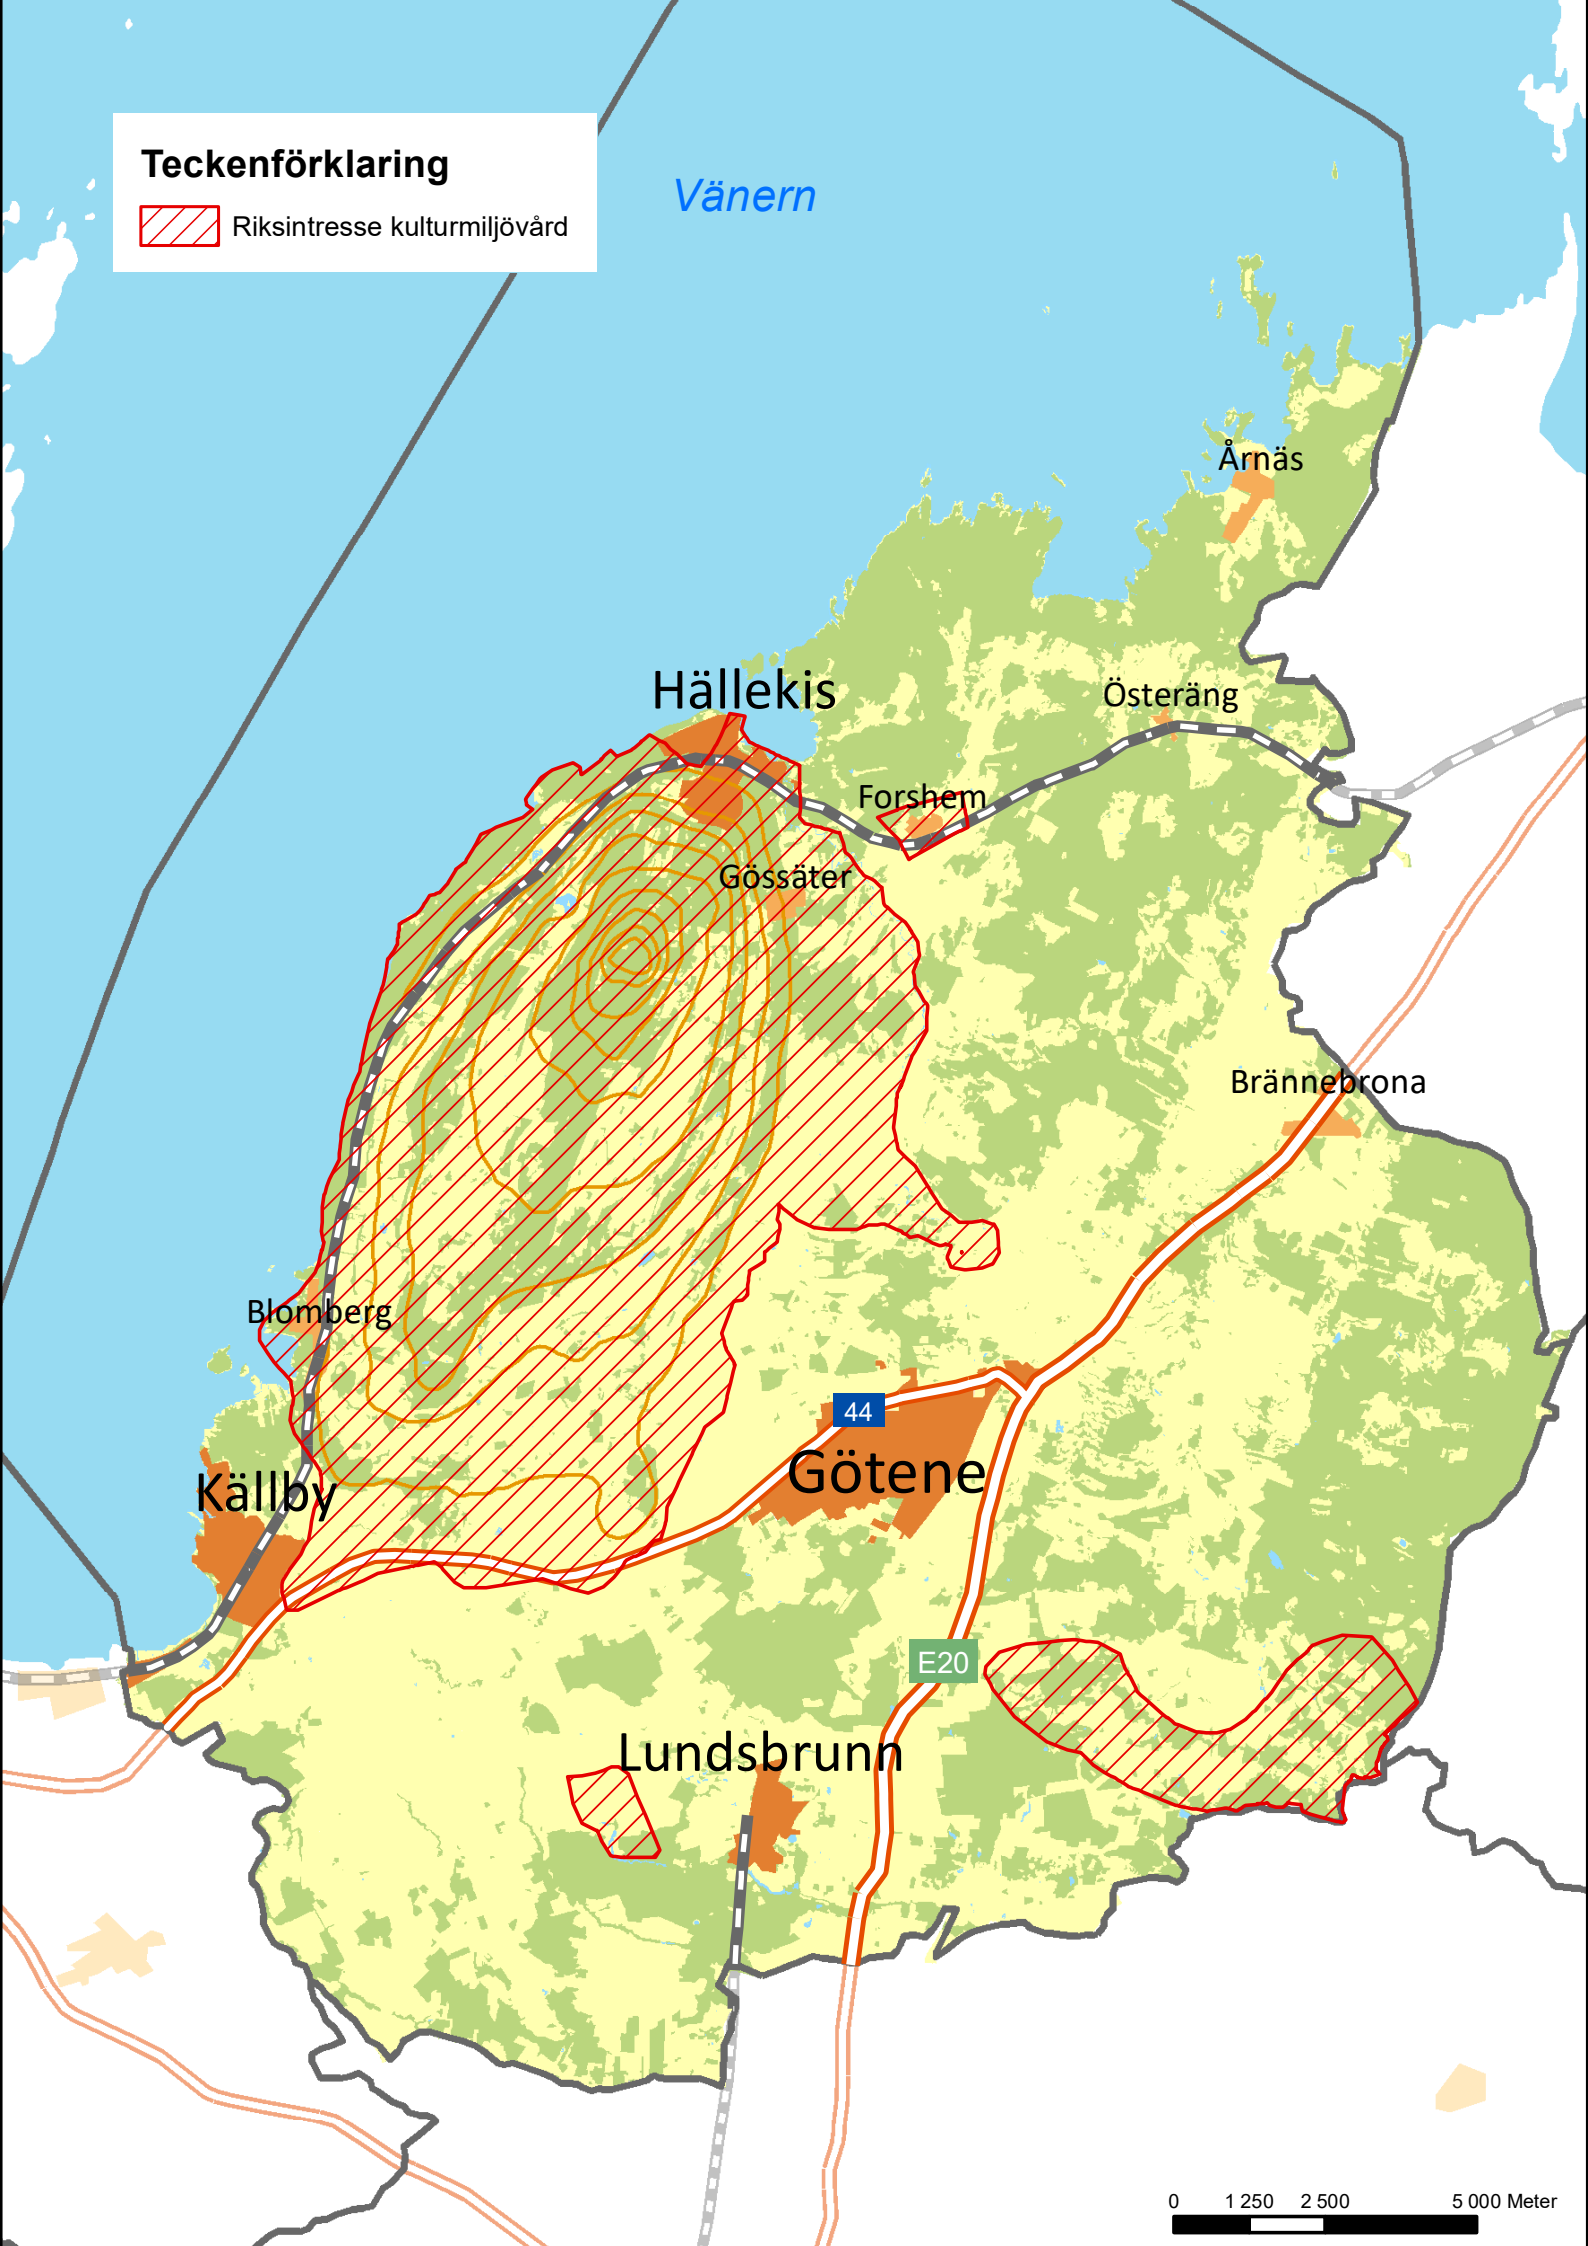 Teckenförklaring
Riksintresse kulturmiljövård
Vänern
Årnäs
Hällekis
Österäng
Forshem
Gössäter
Brännebrona
Blomberg
44
Götene
Källby
E20
Lundsbrunn
0 1 250 2 500 5 000 Meter